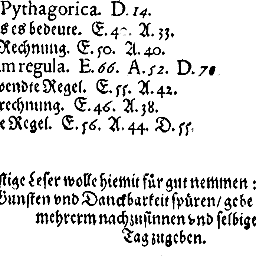 Pythagorica. D. 14.
s es bedeute. E. 4 A. 33.
Rechnung. E. 50. A. 40.
m regula. E. 66. A. 52. D. 70
wendte Regel. E. 55. A. 42.
rechnung. E. 46. A. 38.
e Regel. E. 56. A. 44. D. 55.
stige Leser wolle hiemit für gut nemmen :
Gunsten vnd Danckbarkeit spüren/ gebe
mehrerm nachzusinnen vnd selbige
Tag zugeben.